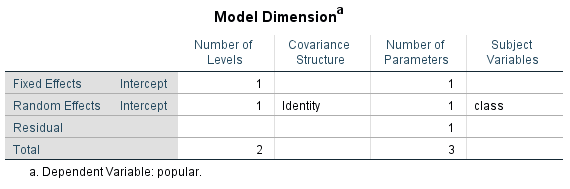 Model Dimensiona
Number of Levels Covariance Structure Number of Parameters Subject Variables
Fixed Effects Intercept 1 1
Random Effects Intercept 1 Identity 1 class
Residual 1
Total 2 3
a. Dependent Variable: popular.